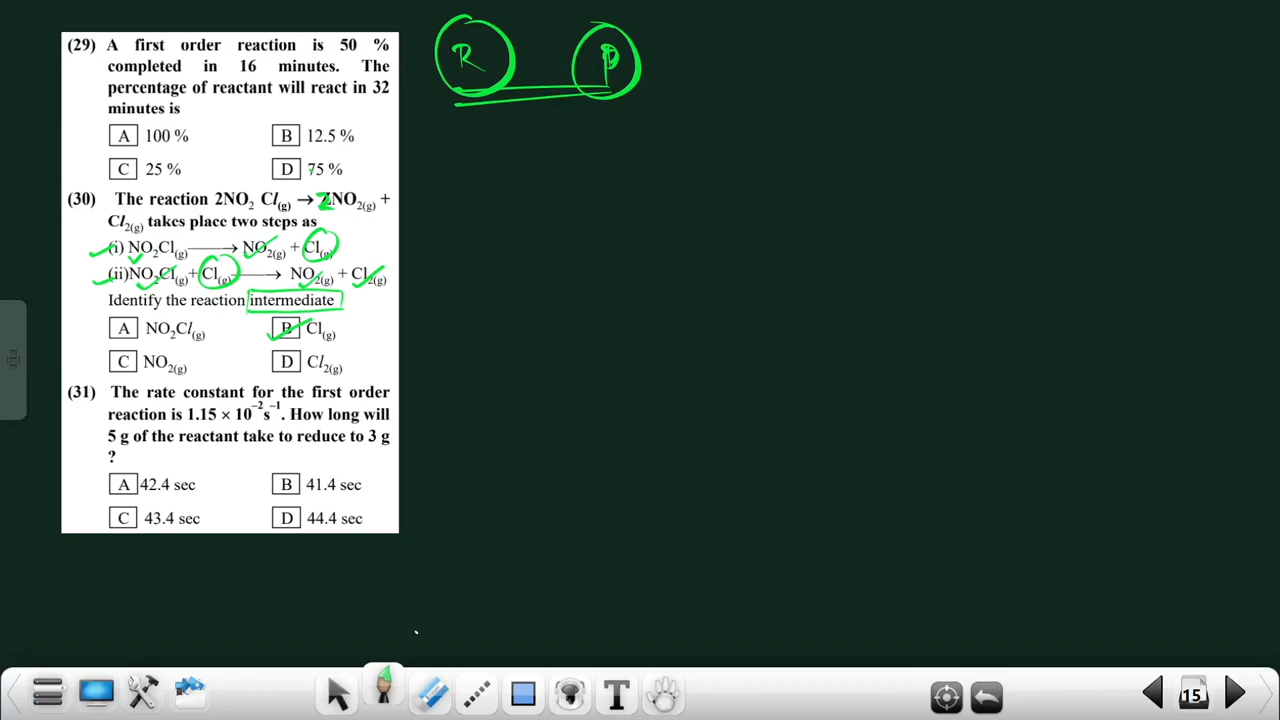 R P
(29) A first order reaction is 50 %
completed in 16 minutes. The
percentage of reactant will react in 32
minutes is
A 100 % B 12.5 %
C 25 % D 75 %
(30) The reaction 2NO₂ Cl(g) → 2NO₂(g) +
Cl₂(g) takes place two steps as
(i) NO₂Cl(g) ⟶ NO₂(g) + Cl(g)
(ii)NO₂Cl(g)+Cl(g) ⟶ NO₂(g) + Cl₂(g)
Identify the reaction intermediate
A NO₂Cl(g) B Cl(g)
C NO₂(g) D Cl₂(g)
(31) The rate constant for the first order
reaction is 1.15 × 10⁻² s⁻¹. How long will
5 g of the reactant take to reduce to 3 g
?
A 42.4 sec B 41.4 sec
C 43.4 sec D 44.4 sec
15